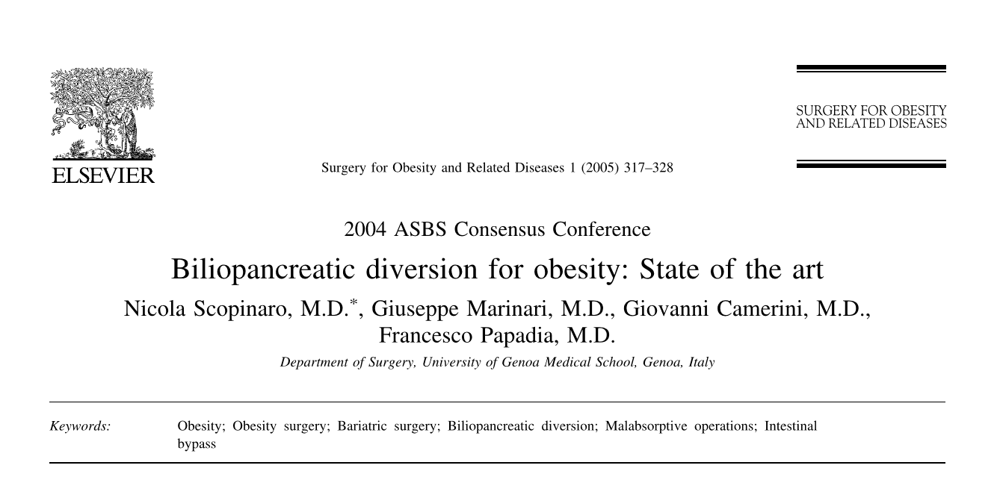 NON SOLUS
ELSEVIER
SURGERY FOR OBESITY
AND RELATED DISEASES
Surgery for Obesity and Related Diseases 1 (2005) 317–328
2004 ASBS Consensus Conference
Biliopancreatic diversion for obesity: State of the art
Nicola Scopinaro, M.D.*, Giuseppe Marinari, M.D., Giovanni Camerini, M.D.,
Francesco Papadia, M.D.
Department of Surgery, University of Genoa Medical School, Genoa, Italy
Keywords: Obesity; Obesity surgery; Bariatric surgery; Biliopancreatic diversion; Malabsorptive operations; Intestinal
bypass